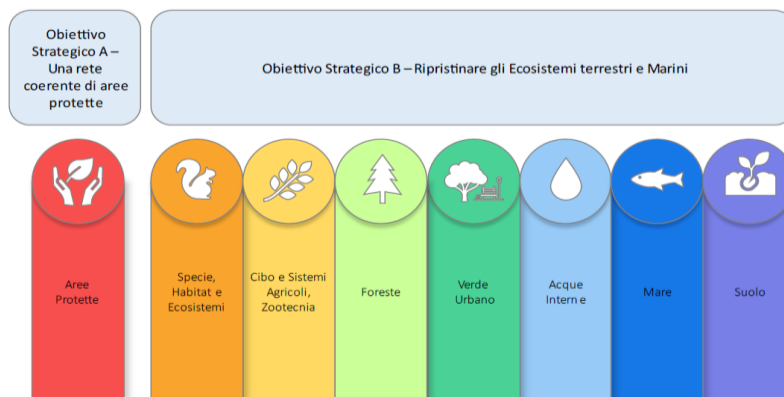 Obiettivo
Strategico A –
Una rete
coerente di aree
protette
Obiettivo Strategico B – Ripristinare gli Ecosistemi terrestri e Marini
Aree
Protette
Specie,
Habitat e
Ecosistemi
Cibo e Sistemi
Agricoli,
Zootecnia
Foreste
Verde
Urbano
Acque
Interne
Mare
Suolo